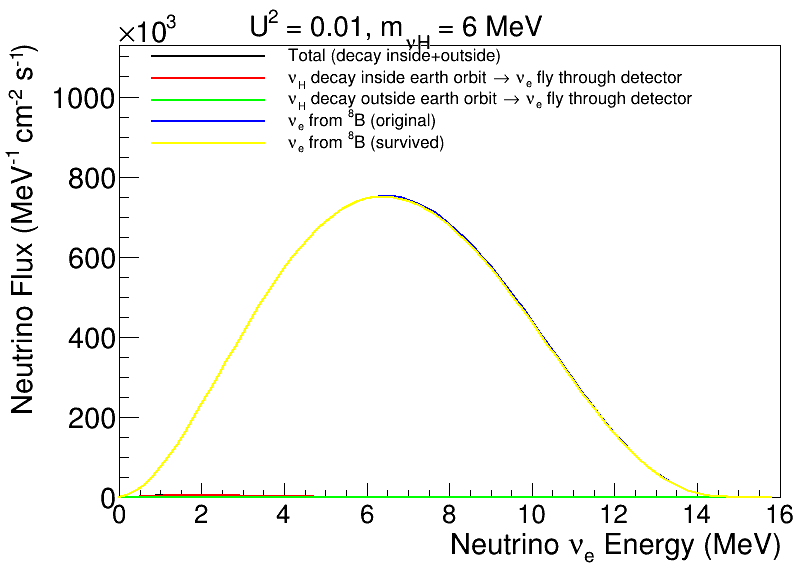 ×10³
U² = 0.01, m_νH = 6 MeV
Total (decay inside+outside)
ν_H decay inside earth orbit → ν_e fly through detector
ν_H decay outside earth orbit → ν_e fly through detector
ν_e from ⁸B (original)
ν_e from ⁸B (survived)
Neutrino Flux (MeV⁻¹ cm⁻² s⁻¹)
1000
800
600
400
200
0
0 2 4 6 8 10 12 14 16
Neutrino ν_e Energy (MeV)